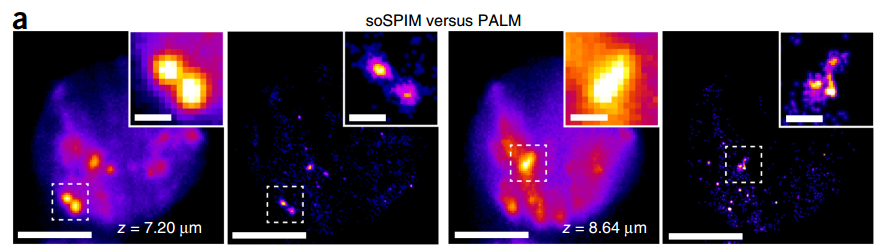 a
soSPIM versus PALM
z = 7.20 μm
z = 8.64 μm